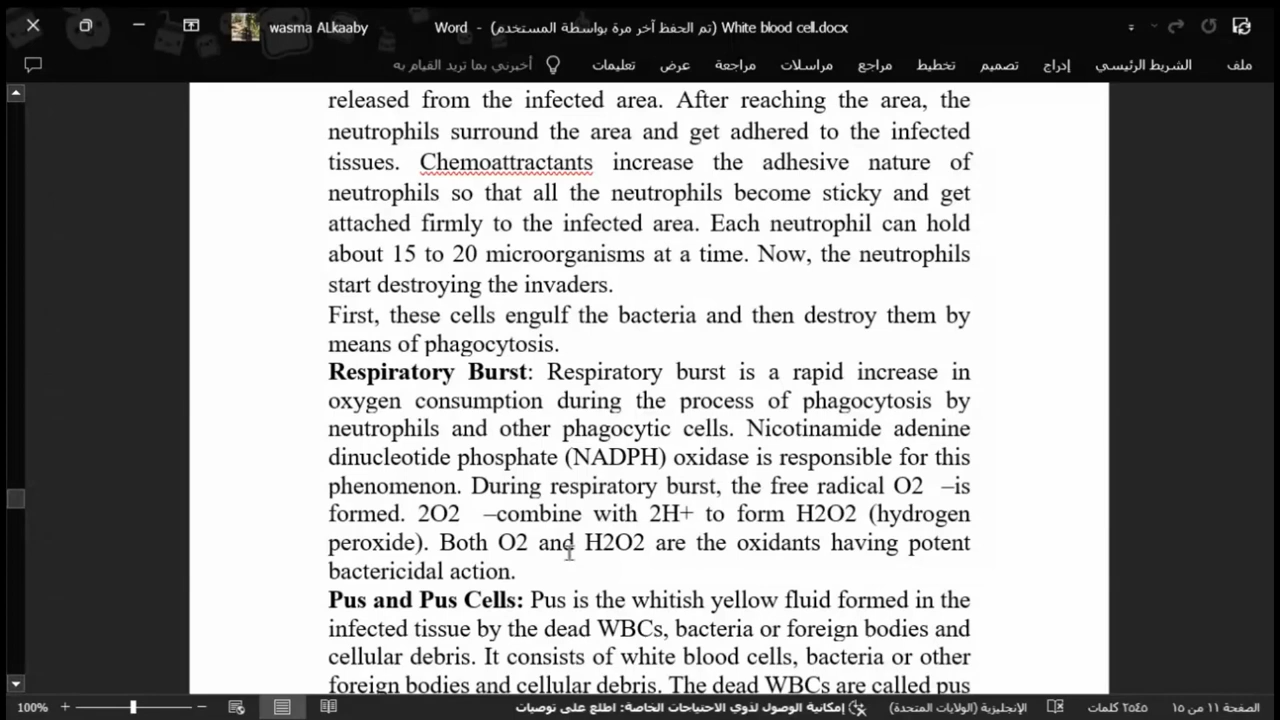 wasma ALkaaby
White blood cell.docx (تم الحفظ آخر مرة بواسطة المستخدم) - Word
ملف الشريط الرئيسي إدراج تصميم تخطيط مراجع مراسلات مراجعة عرض تعليمات أخبرني بما تريد القيام به
released from the infected area. After reaching the area, the
neutrophils surround the area and get adhered to the infected
tissues. Chemoattractants increase the adhesive nature of
neutrophils so that all the neutrophils become sticky and get
attached firmly to the infected area. Each neutrophil can hold
about 15 to 20 microorganisms at a time. Now, the neutrophils
start destroying the invaders.
First, these cells engulf the bacteria and then destroy them by
means of phagocytosis.
Respiratory Burst: Respiratory burst is a rapid increase in
oxygen consumption during the process of phagocytosis by
neutrophils and other phagocytic cells. Nicotinamide adenine
dinucleotide phosphate (NADPH) oxidase is responsible for this
phenomenon. During respiratory burst, the free radical O2 –is
formed. 2O2 –combine with 2H+ to form H2O2 (hydrogen
peroxide). Both O2 and H2O2 are the oxidants having potent
bactericidal action.
Pus and Pus Cells: Pus is the whitish yellow fluid formed in the
infected tissue by the dead WBCs, bacteria or foreign bodies and
cellular debris. It consists of white blood cells, bacteria or other
foreign bodies and cellular debris. The dead WBCs are called pus
الصفحة ١١ من ١٥ ٢٥٤٥ كلمات الإنجليزية (الولايات المتحدة) إمكانية الوصول لذوي الاحتياجات الخاصة: اطلع على توصيات 100%